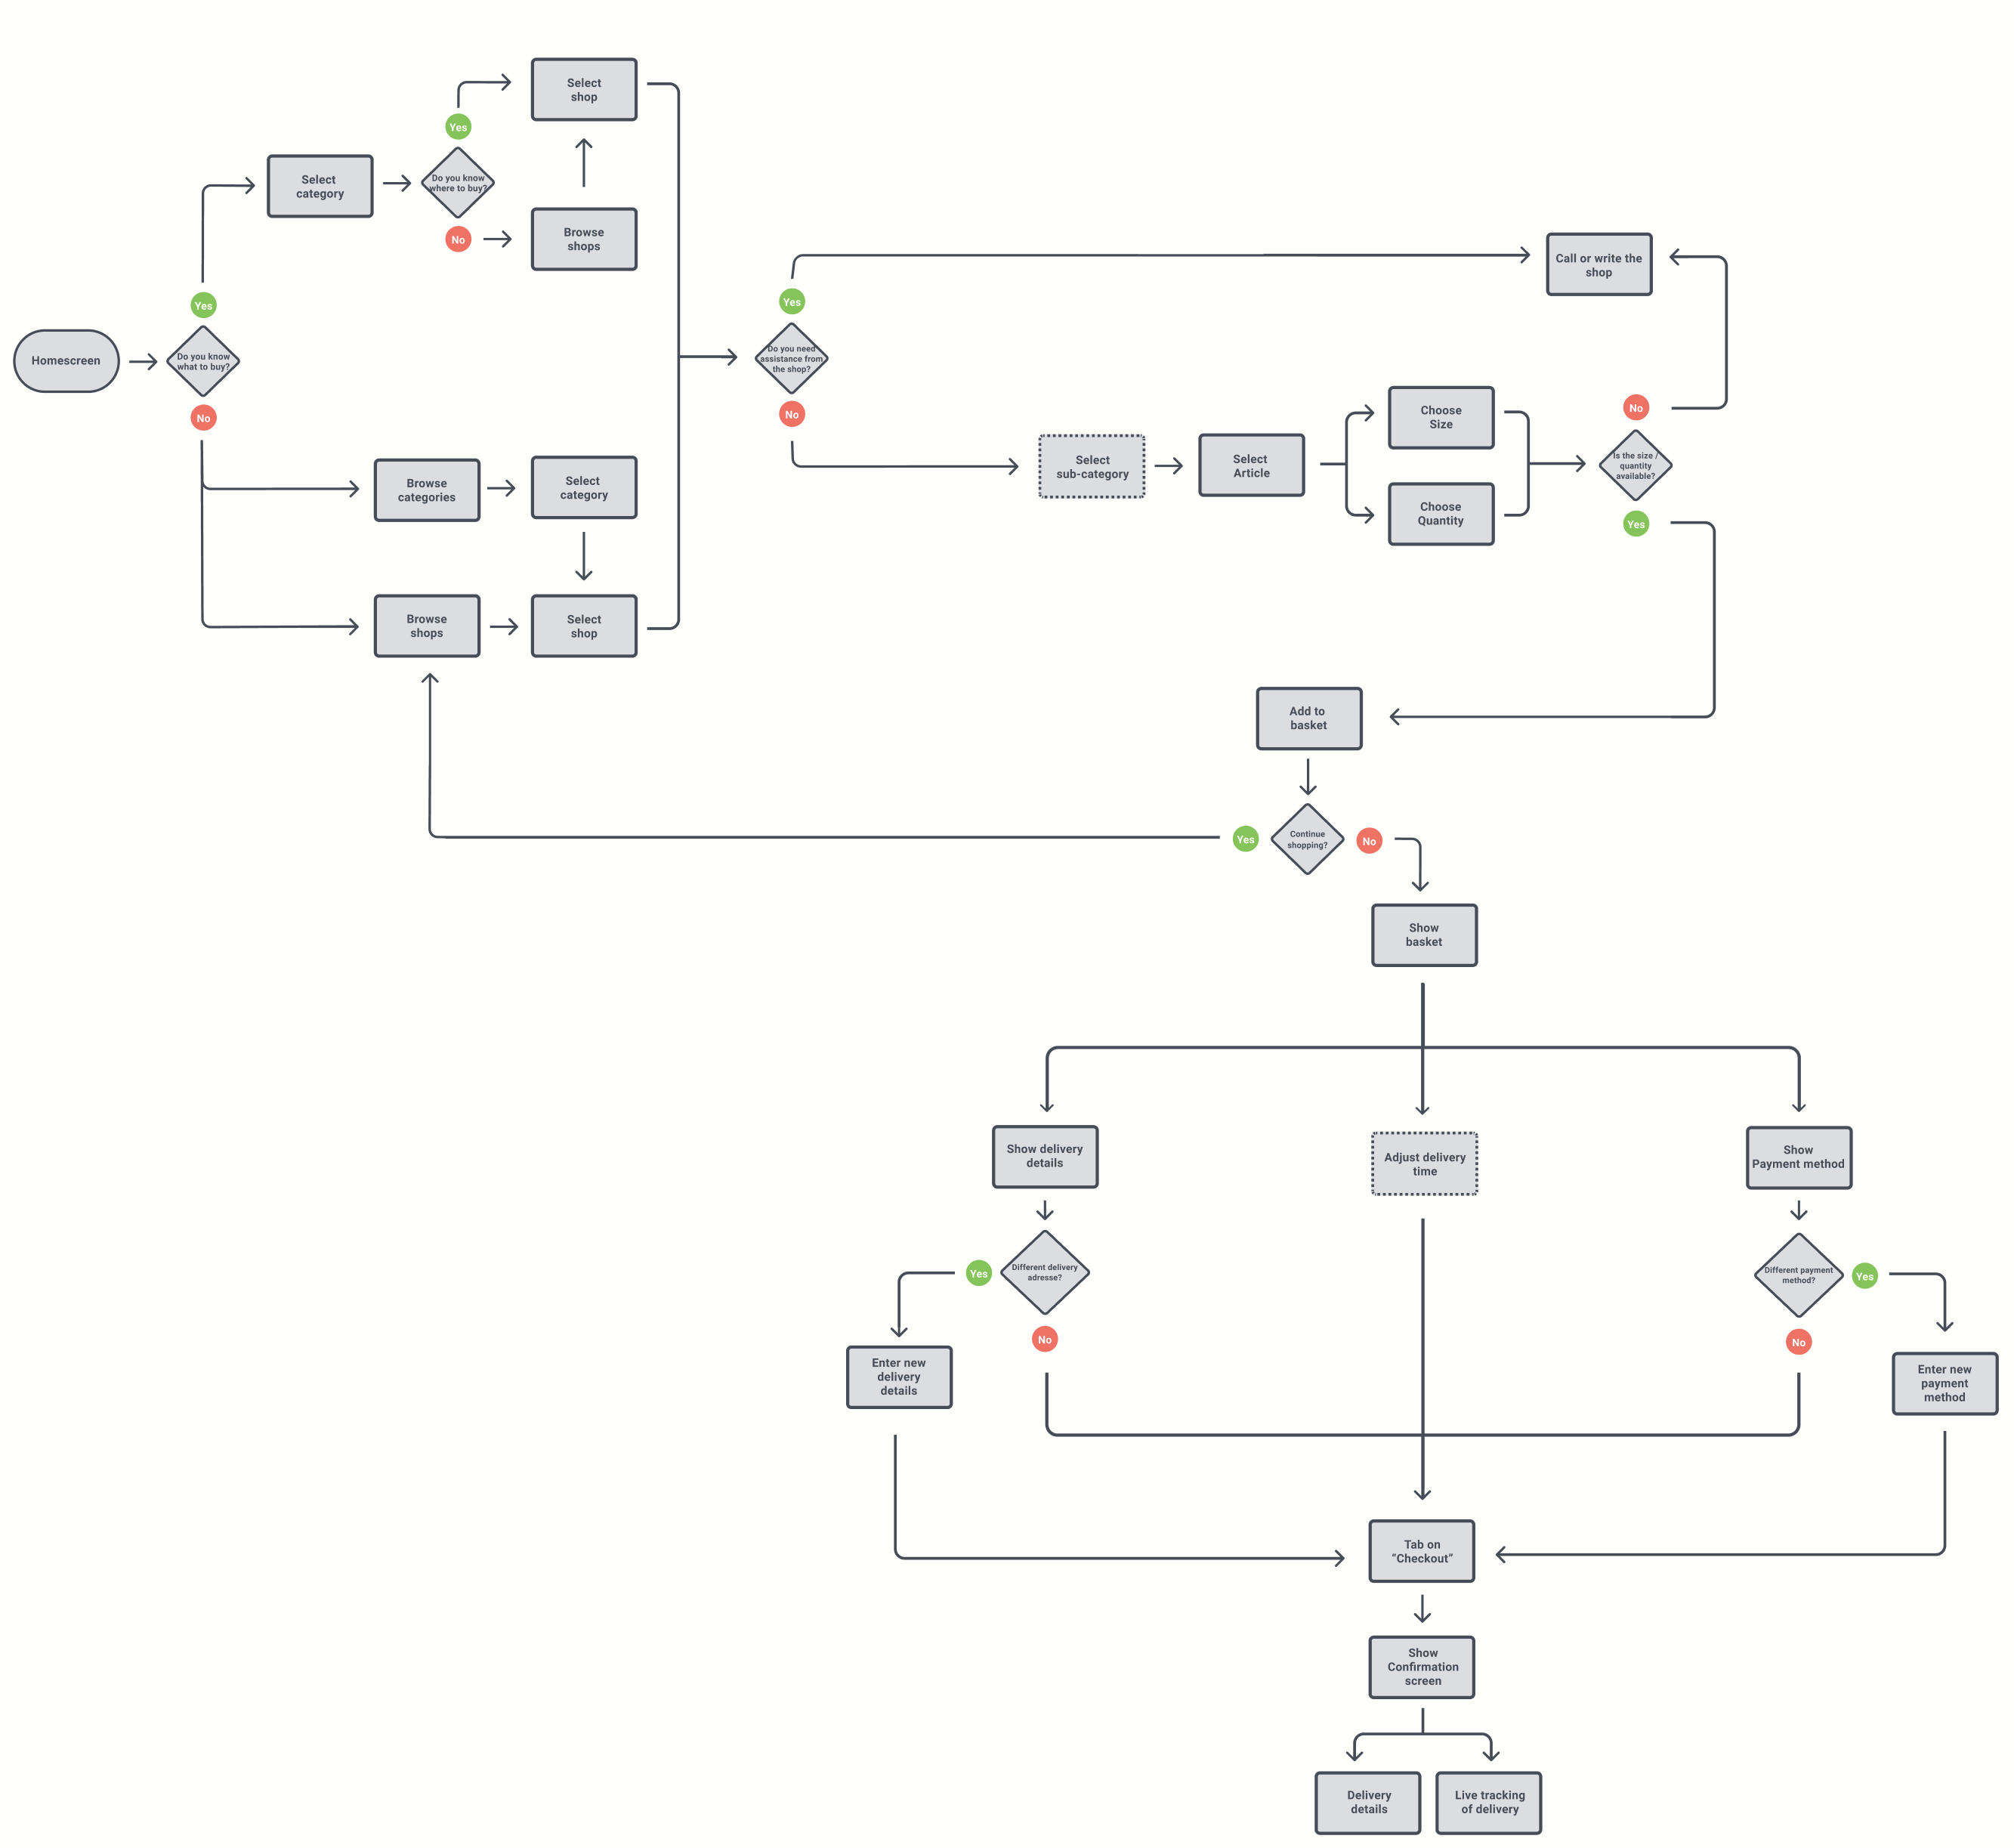 Select
shop
Yes
Select
category
Do you know
where to buy?
No
Browse
shops
Call or write the
shop
Yes
Yes
Homescreen
Do you know
what to buy?
Do you need
assistance from
the shop?
No
No
Choose
Size
No
Browse
categories
Select
category
Select
sub-category
Select
Article
Is the size /
quantity
available?
Choose
Quantity
Yes
Browse
shops
Select
shop
Add to
basket
Yes
Continue
shopping?
No
Show
basket
Show delivery
details
Adjust delivery
time
Show
Payment method
Yes
Different delivery
adresse?
Different payment
method?
Yes
No
No
Enter new
delivery
details
Enter new
payment
method
Tab on
“Checkout”
Show
Confirmation
screen
Delivery
details
Live tracking
of delivery